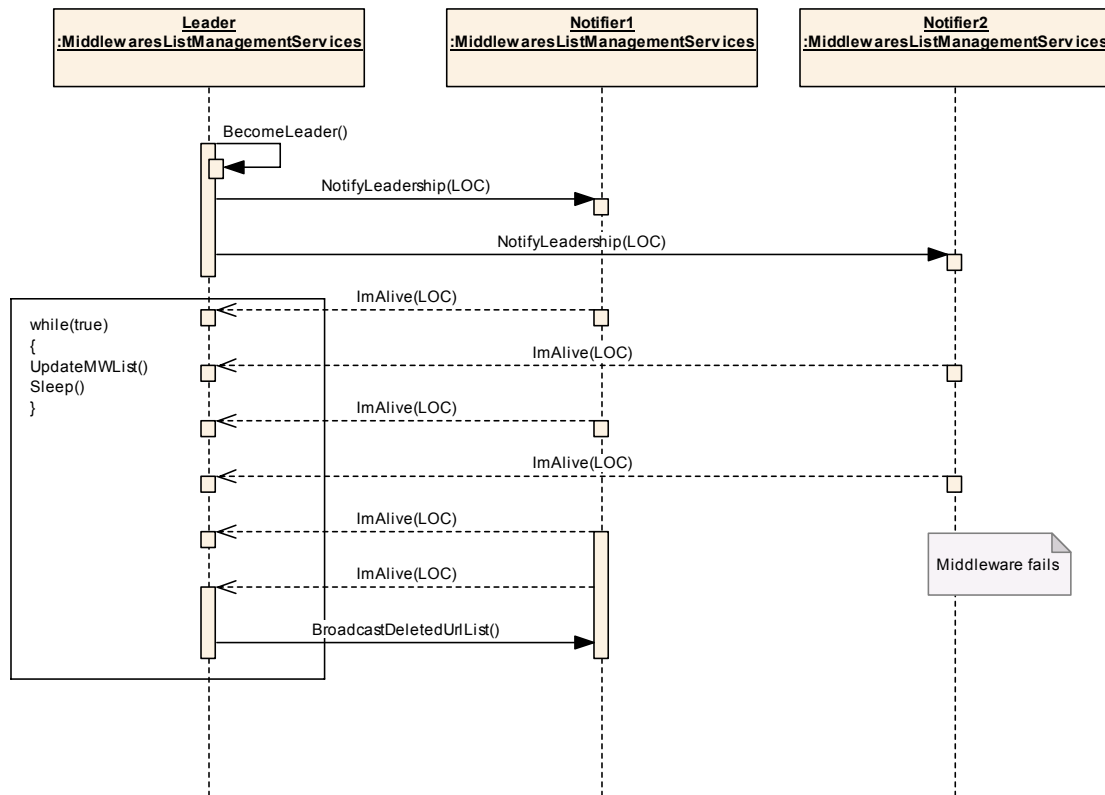 Leader
:MiddlewaresListManagementServices
Notifier1
:MiddlewaresListManagementServices
Notifier2
:MiddlewaresListManagementServices
BecomeLeader()
NotifyLeadership(LOC)
NotifyLeadership(LOC)
ImAlive(LOC)
while(true)
{
UpdateMWList()
Sleep()
}
ImAlive(LOC)
ImAlive(LOC)
ImAlive(LOC)
ImAlive(LOC)
Middleware fails
ImAlive(LOC)
BroadcastDeletedUrlList()